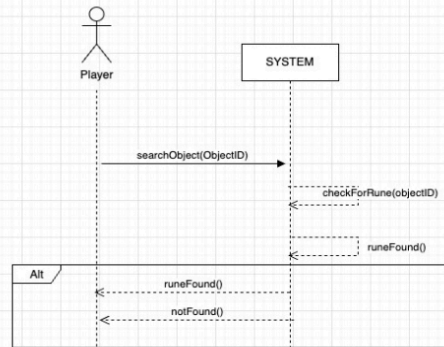 Player
SYSTEM
searchObject(ObjectID)
checkForRune(objectID)
runeFound()
Alt
runeFound()
notFound()